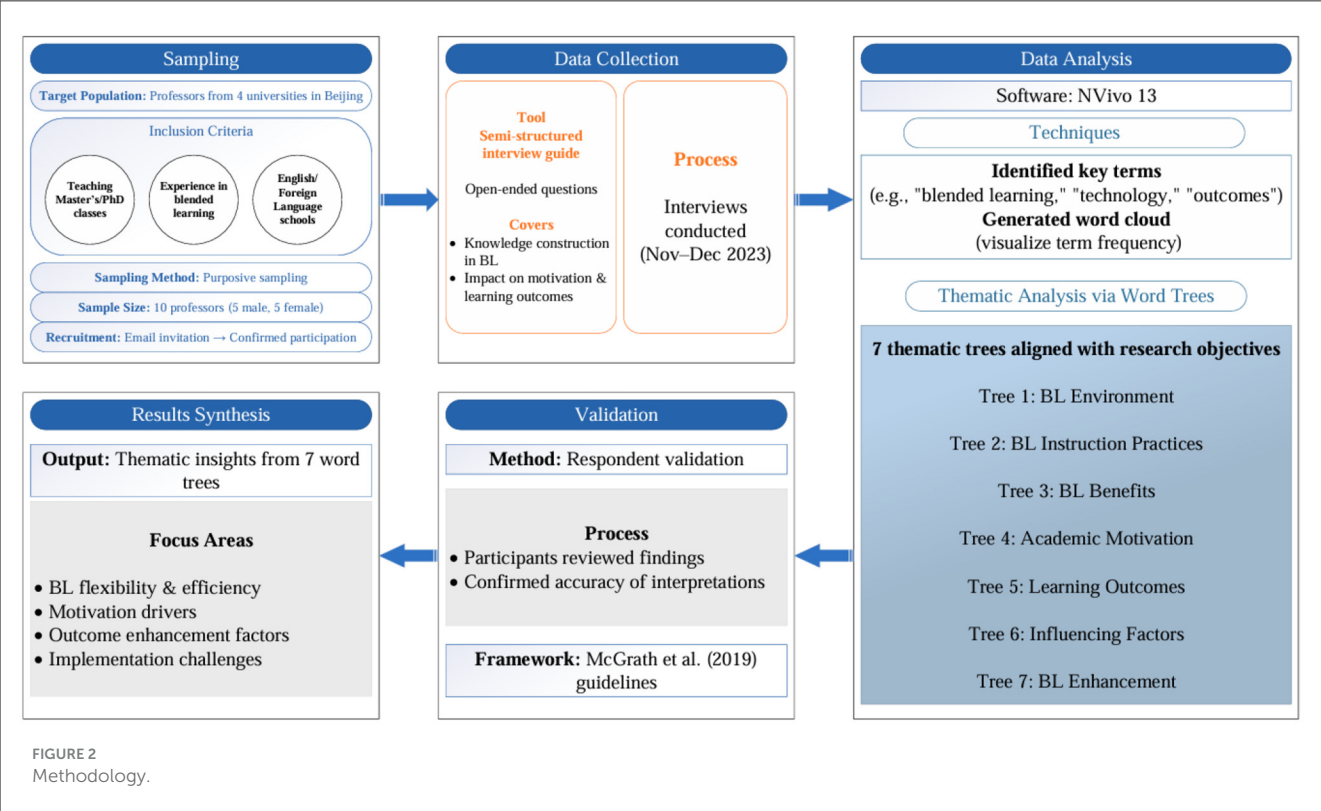 Sampling
Target Population: Professors from 4 universities in Beijing
Inclusion Criteria
Teaching
Master's/PhD
classes
Experience in
blended
learning
English/
Foreign
Language
schools
Sampling Method: Purposive sampling
Sample Size: 10 professors (5 male, 5 female)
Recruitment: Email invitation → Confirmed participation
Data Collection
Tool
Semi-structured
interview guide
Open-ended questions
Covers
• Knowledge construction
in BL
• Impact on motivation &
learning outcomes
Process
Interviews
conducted
(Nov–Dec 2023)
Data Analysis
Software: NVivo 13
Techniques
Identified key terms
(e.g., "blended learning," "technology," "outcomes")
Generated word cloud
(visualize term frequency)
Thematic Analysis via Word Trees
7 thematic trees aligned with research objectives
Tree 1: BL Environment
Tree 2: BL Instruction Practices
Tree 3: BL Benefits
Tree 4: Academic Motivation
Tree 5: Learning Outcomes
Tree 6: Influencing Factors
Tree 7: BL Enhancement
Validation
Method: Respondent validation
Process
• Participants reviewed findings
• Confirmed accuracy of interpretations
Framework: McGrath et al. (2019)
guidelines
Results Synthesis
Output: Thematic insights from 7 word
trees
Focus Areas
• BL flexibility & efficiency
• Motivation drivers
• Outcome enhancement factors
• Implementation challenges
FIGURE 2
Methodology.